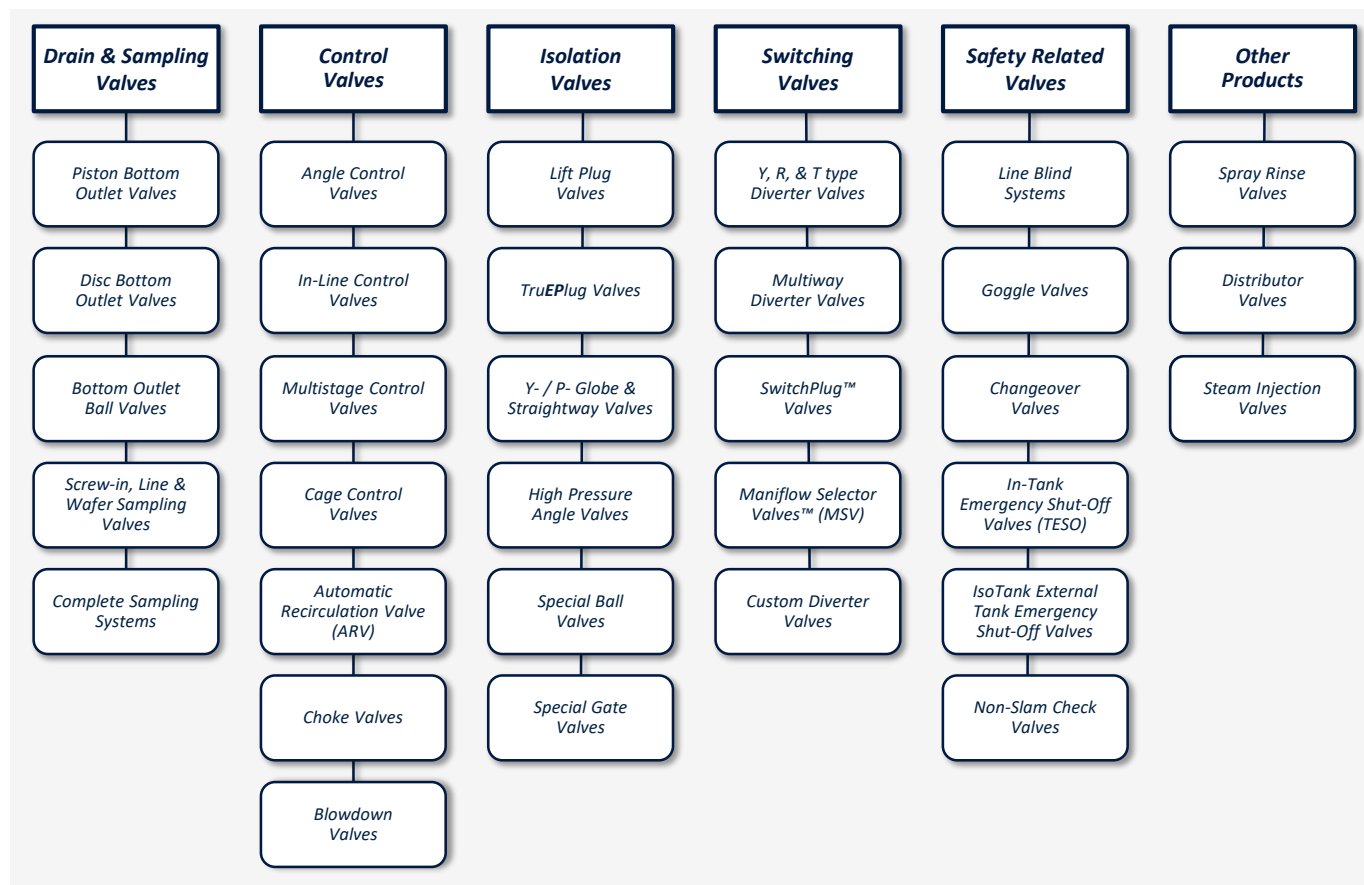 Drain & Sampling
Valves
Piston Bottom
Outlet Valves
Disc Bottom
Outlet Valves
Bottom Outlet
Ball Valves
Screw-in, Line &
Wafer Sampling
Valves
Complete Sampling
Systems
Control
Valves
Angle Control
Valves
In-Line Control
Valves
Multistage Control
Valves
Cage Control
Valves
Automatic
Recirculation Valve
(ARV)
Choke Valves
Blowdown
Valves
Isolation
Valves
Lift Plug
Valves
TruEPlug Valves
Y- / P- Globe &
Straightway Valves
High Pressure
Angle Valves
Special Ball
Valves
Special Gate
Valves
Switching
Valves
Y, R, & T type
Diverter Valves
Multiway
Diverter Valves
SwitchPlug™
Valves
Maniflow Selector
Valves™ (MSV)
Custom Diverter
Valves
Safety Related
Valves
Line Blind
Systems
Goggle Valves
Changeover
Valves
In-Tank
Emergency Shut-Off
Valves (TESO)
IsoTank External
Tank Emergency
Shut-Off Valves
Non-Slam Check
Valves
Other
Products
Spray Rinse
Valves
Distributor
Valves
Steam Injection
Valves